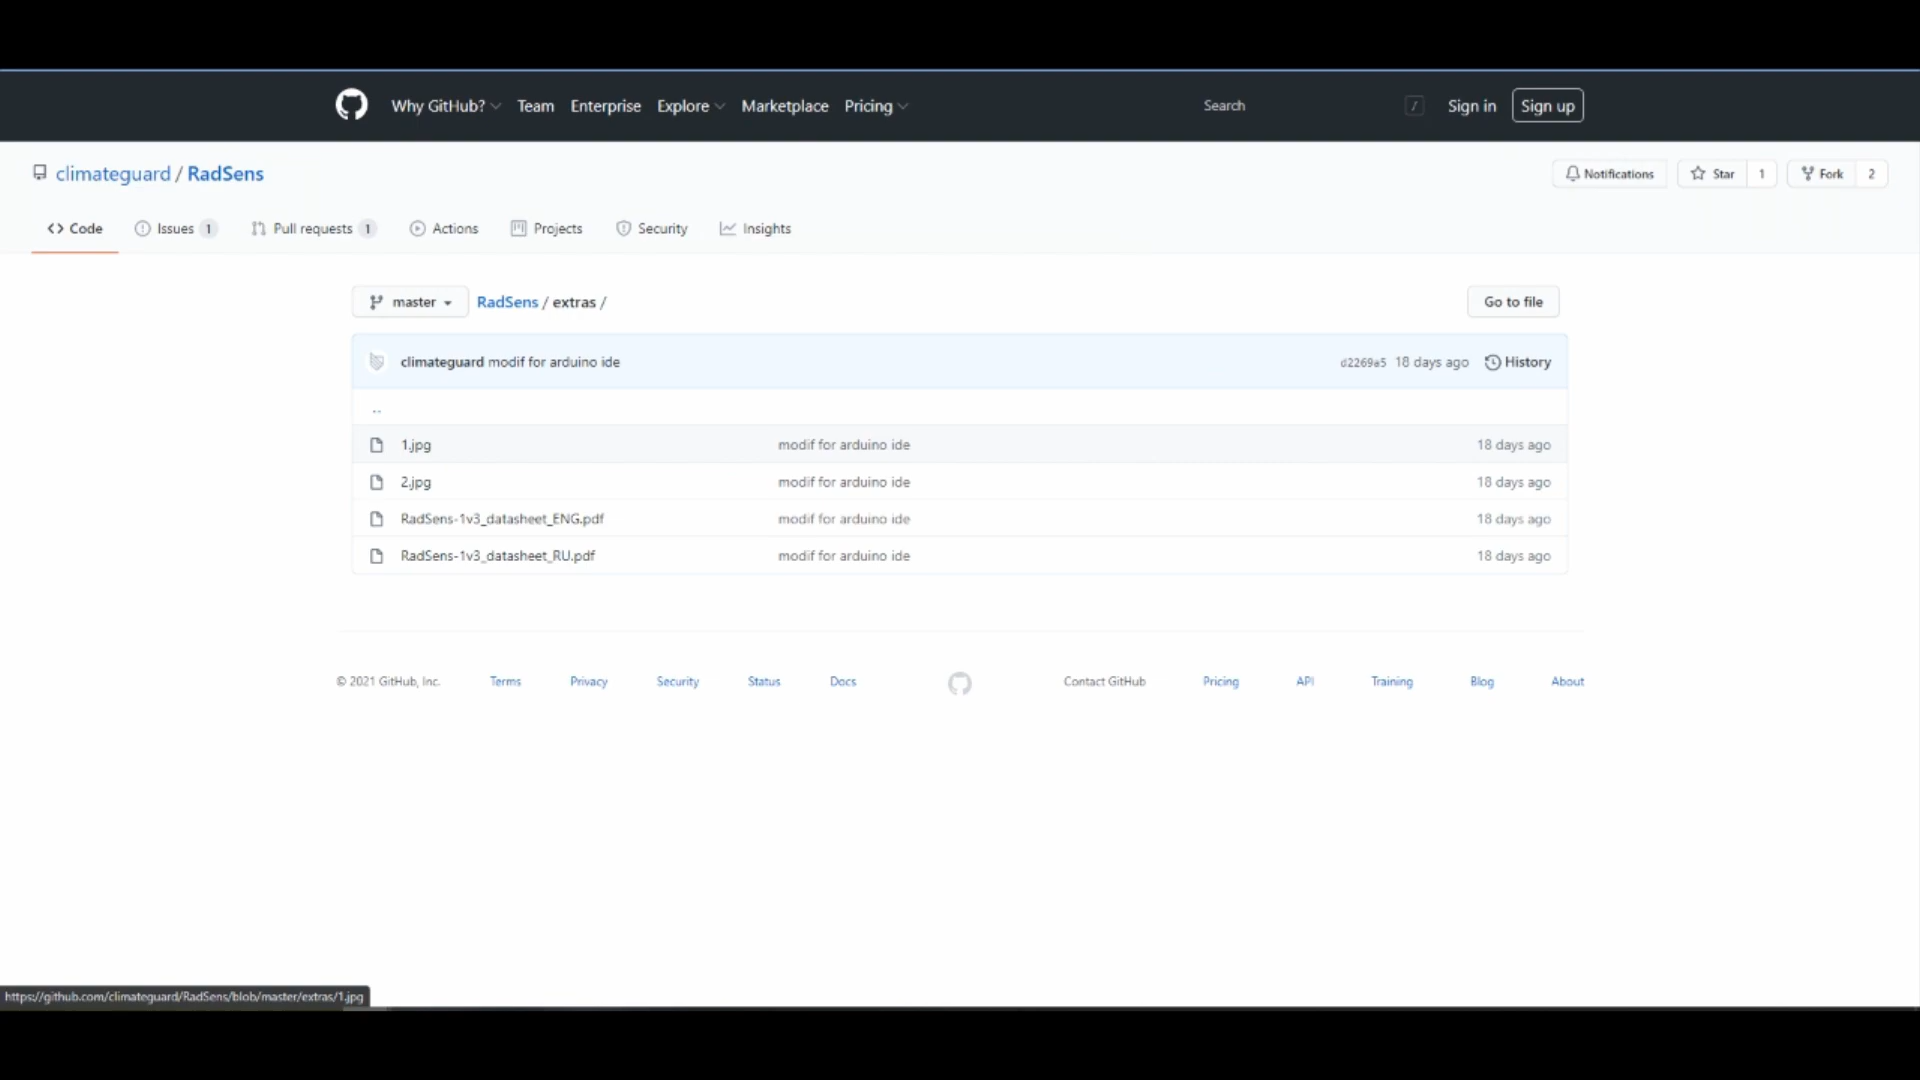 Why GitHub? Team Enterprise Explore Marketplace Pricing Search / Sign in Sign up
climateguard / RadSens Notifications Star 1 Fork 2
<> Code Issues 1 Pull requests 1 Actions Projects Security Insights
master RadSens / extras / Go to file
climateguard modif for arduino ide d2269a5 18 days ago History
..
1.jpg modif for arduino ide 18 days ago
2.jpg modif for arduino ide 18 days ago
RadSens-1v3_datasheet_ENG.pdf modif for arduino ide 18 days ago
RadSens-1v3_datasheet_RU.pdf modif for arduino ide 18 days ago
© 2021 GitHub, Inc. Terms Privacy Security Status Docs Contact GitHub Pricing API Training Blog About
https://github.com/climateguard/RadSens/blob/master/extras/1.jpg